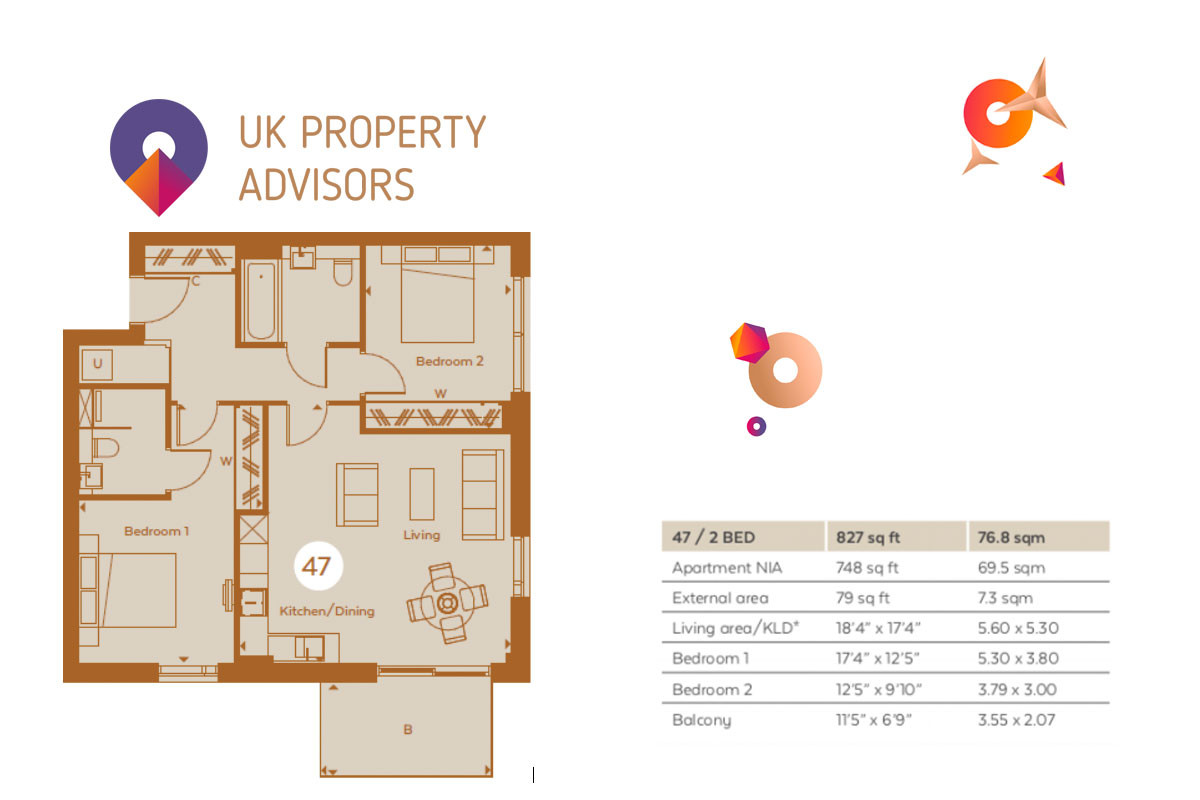 UK PROPERTY
ADVISORS
C
U
Bedroom 2
W
W
Bedroom 1
Living
47
Kitchen/Dining
B
47 / 2 BED 827 sq ft 76.8 sqm
Apartment NIA 748 sq ft 69.5 sqm
External area 79 sq ft 7.3 sqm
Living area/KLD* 18'4" x 17'4" 5.60 x 5.30
Bedroom 1 17'4" x 12'5" 5.30 x 3.80
Bedroom 2 12'5" x 9'10" 3.79 x 3.00
Balcony 11'5" x 6'9" 3.55 x 2.07